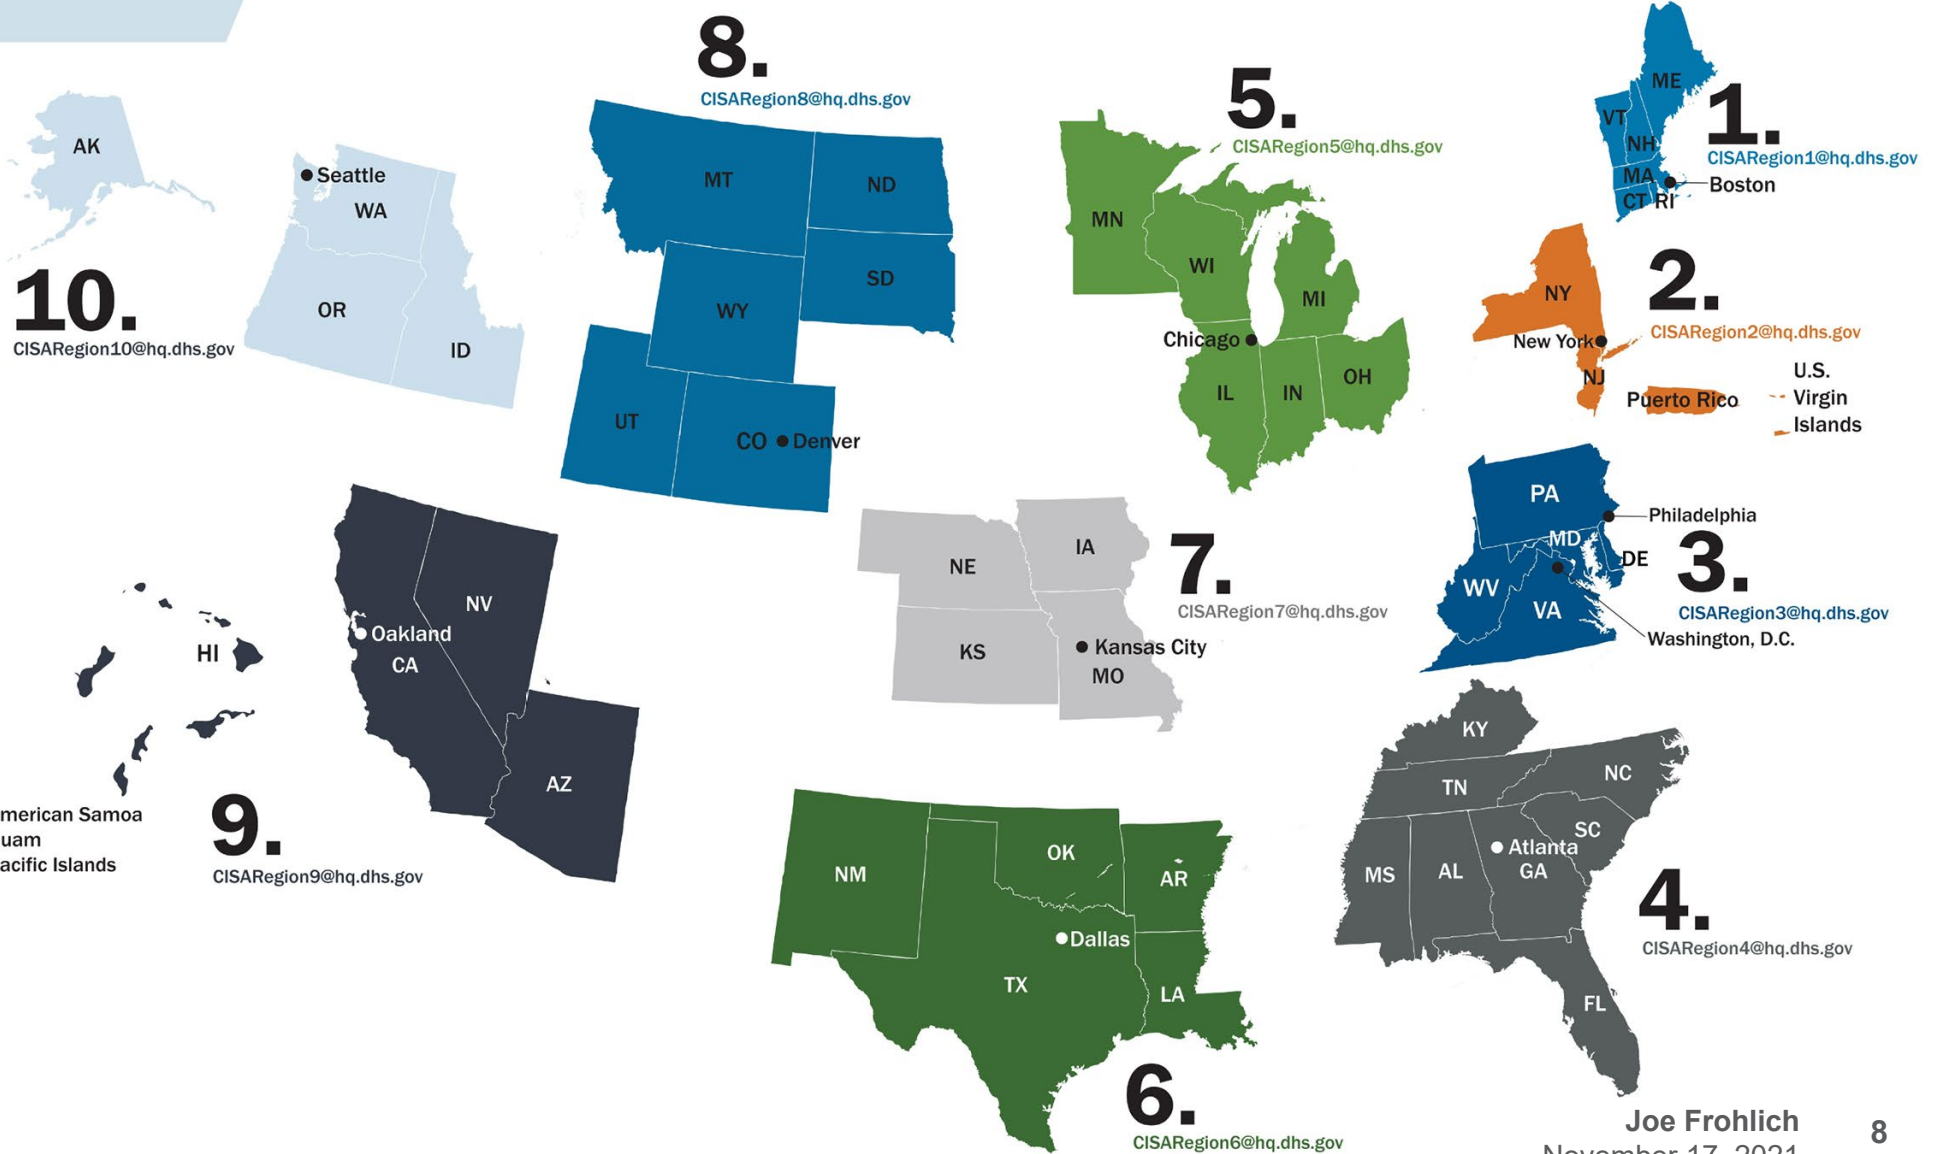 8.
CISARegion8@hq.dhs.gov
MT
ND
SD
WY
UT
CO
Denver
5.
CISARegion5@hq.dhs.gov
MN
WI
MI
Chicago
IL
IN
OH
ME
VT
NH
MA
CT
RI
1.
CISARegion1@hq.dhs.gov
Boston
AK
Seattle
WA
OR
ID
10.
CISARegion10@hq.dhs.gov
NY
2.
CISARegion2@hq.dhs.gov
New York
NJ
Puerto Rico
U.S.
Virgin
Islands
PA
Philadelphia
MD
DE
3.
CISARegion3@hq.dhs.gov
WV
VA
Washington, D.C.
NE
IA
KS
Kansas City
MO
7.
CISARegion7@hq.dhs.gov
NV
Oakland
CA
HI
AZ
merican Samoa
uam
acific Islands
9.
CISARegion9@hq.dhs.gov
KY
TN
NC
SC
Atlanta
GA
MS
AL
FL
4.
CISARegion4@hq.dhs.gov
NM
OK
AR
Dallas
TX
LA
6.
CISARegion6@hq.dhs.gov
Joe Frohlich
November 17, 2021
8